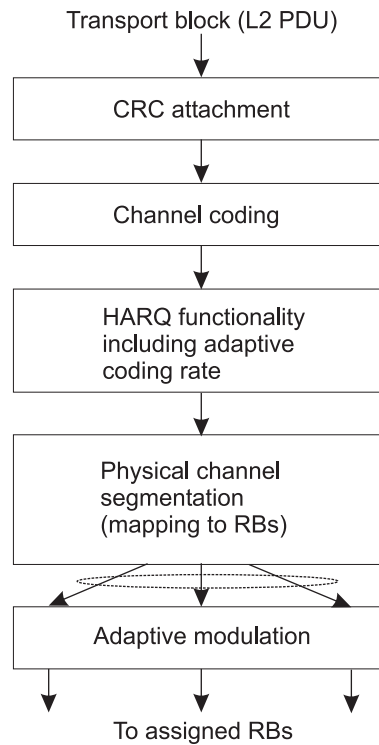 Transport block (L2 PDU)
CRC attachment
Channel coding
HARQ functionality
including adaptive
coding rate
Physical channel
segmentation
(mapping to RBs)
Adaptive modulation
To assigned RBs